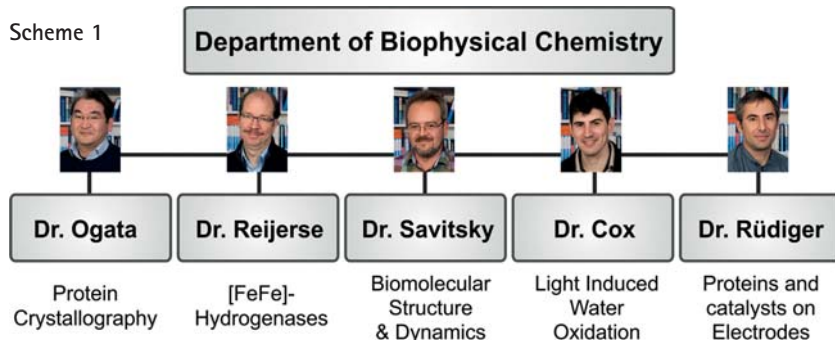 Scheme 1
Department of Biophysical Chemistry
Dr. Ogata
Dr. Reijerse
Dr. Savitsky
Dr. Cox
Dr. Rüdiger
Protein
Crystallography
[FeFe]-
Hydrogenases
Biomolecular
Structure
& Dynamics
Light Induced
Water
Oxidation
Proteins and
catalysts on
Electrodes